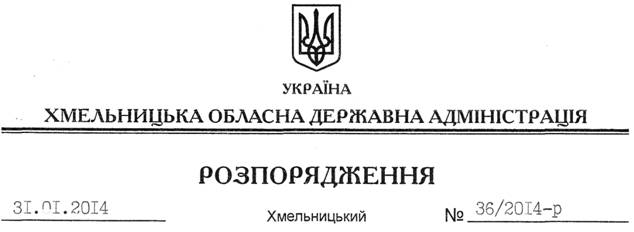 УКРАЇНА
ХМЕЛЬНИЦЬКА ОБЛАСНА ДЕРЖАВНА АДМІНІСТРАЦІЯ
РОЗПОРЯДЖЕННЯ
31.01.2014 Хмельницький № 36/2014-р